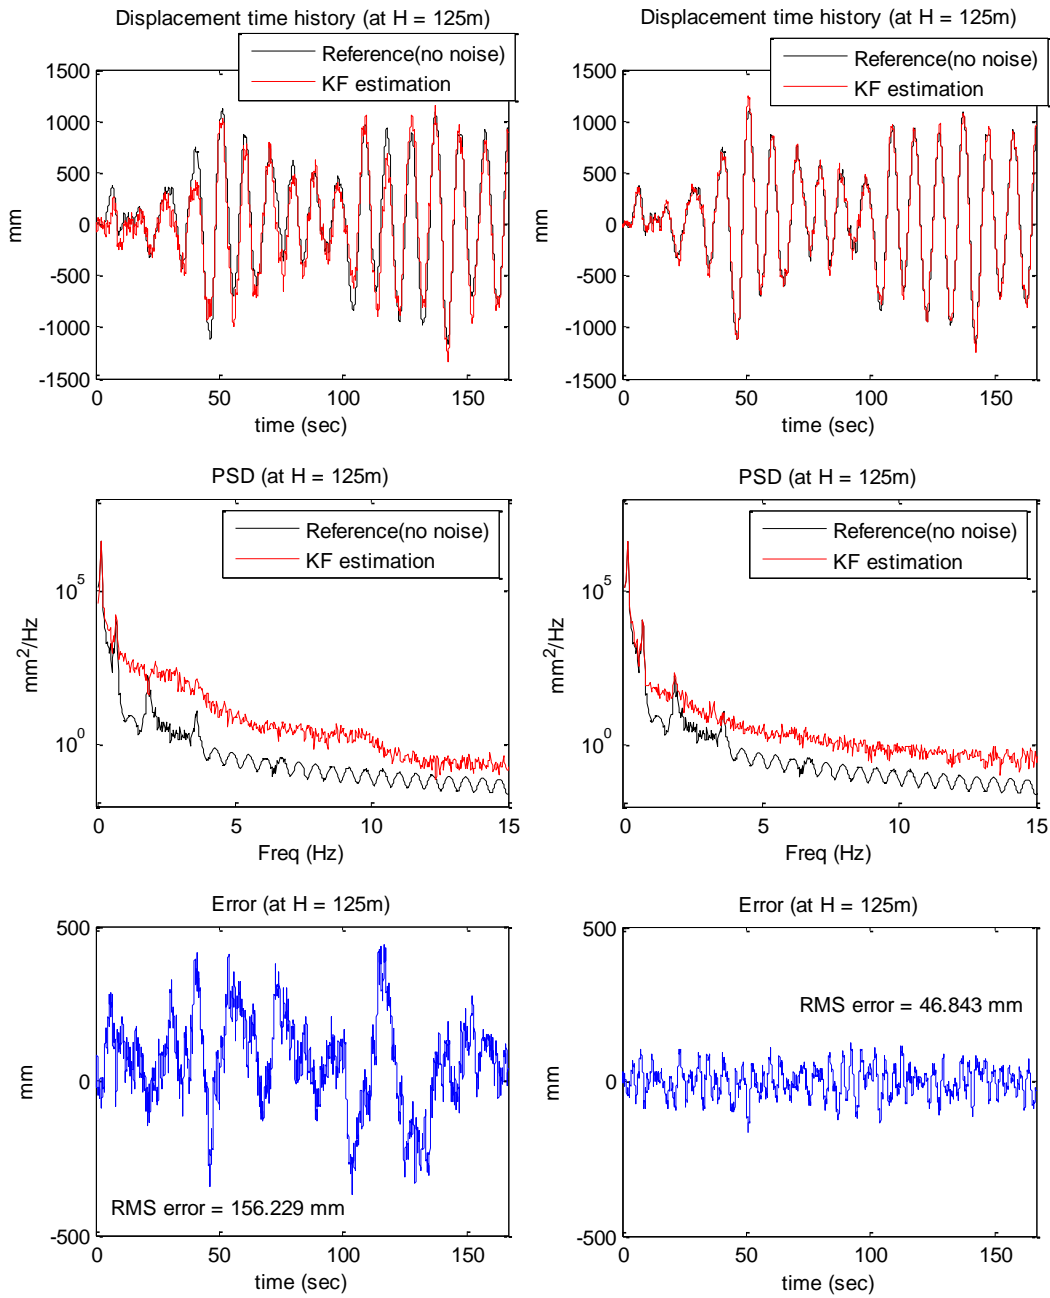 Displacement time history (at H = 125m)
Reference(no noise)
KF estimation
1500
1000
500
0
-500
-1000
-1500
mm
0
50
100
150
time (sec)
Displacement time history (at H = 125m)
Reference(no noise)
KF estimation
1500
1000
500
0
-500
-1000
-1500
mm
0
50
100
150
time (sec)
PSD (at H = 125m)
Reference(no noise)
KF estimation
10^5
10^0
mm^2/Hz
0
5
10
15
Freq (Hz)
PSD (at H = 125m)
Reference(no noise)
KF estimation
10^5
10^0
mm^2/Hz
0
5
10
15
Freq (Hz)
Error (at H = 125m)
500
0
-500
mm
RMS error = 156.229 mm
0
50
100
150
time (sec)
Error (at H = 125m)
500
0
-500
mm
RMS error = 46.843 mm
0
50
100
150
time (sec)